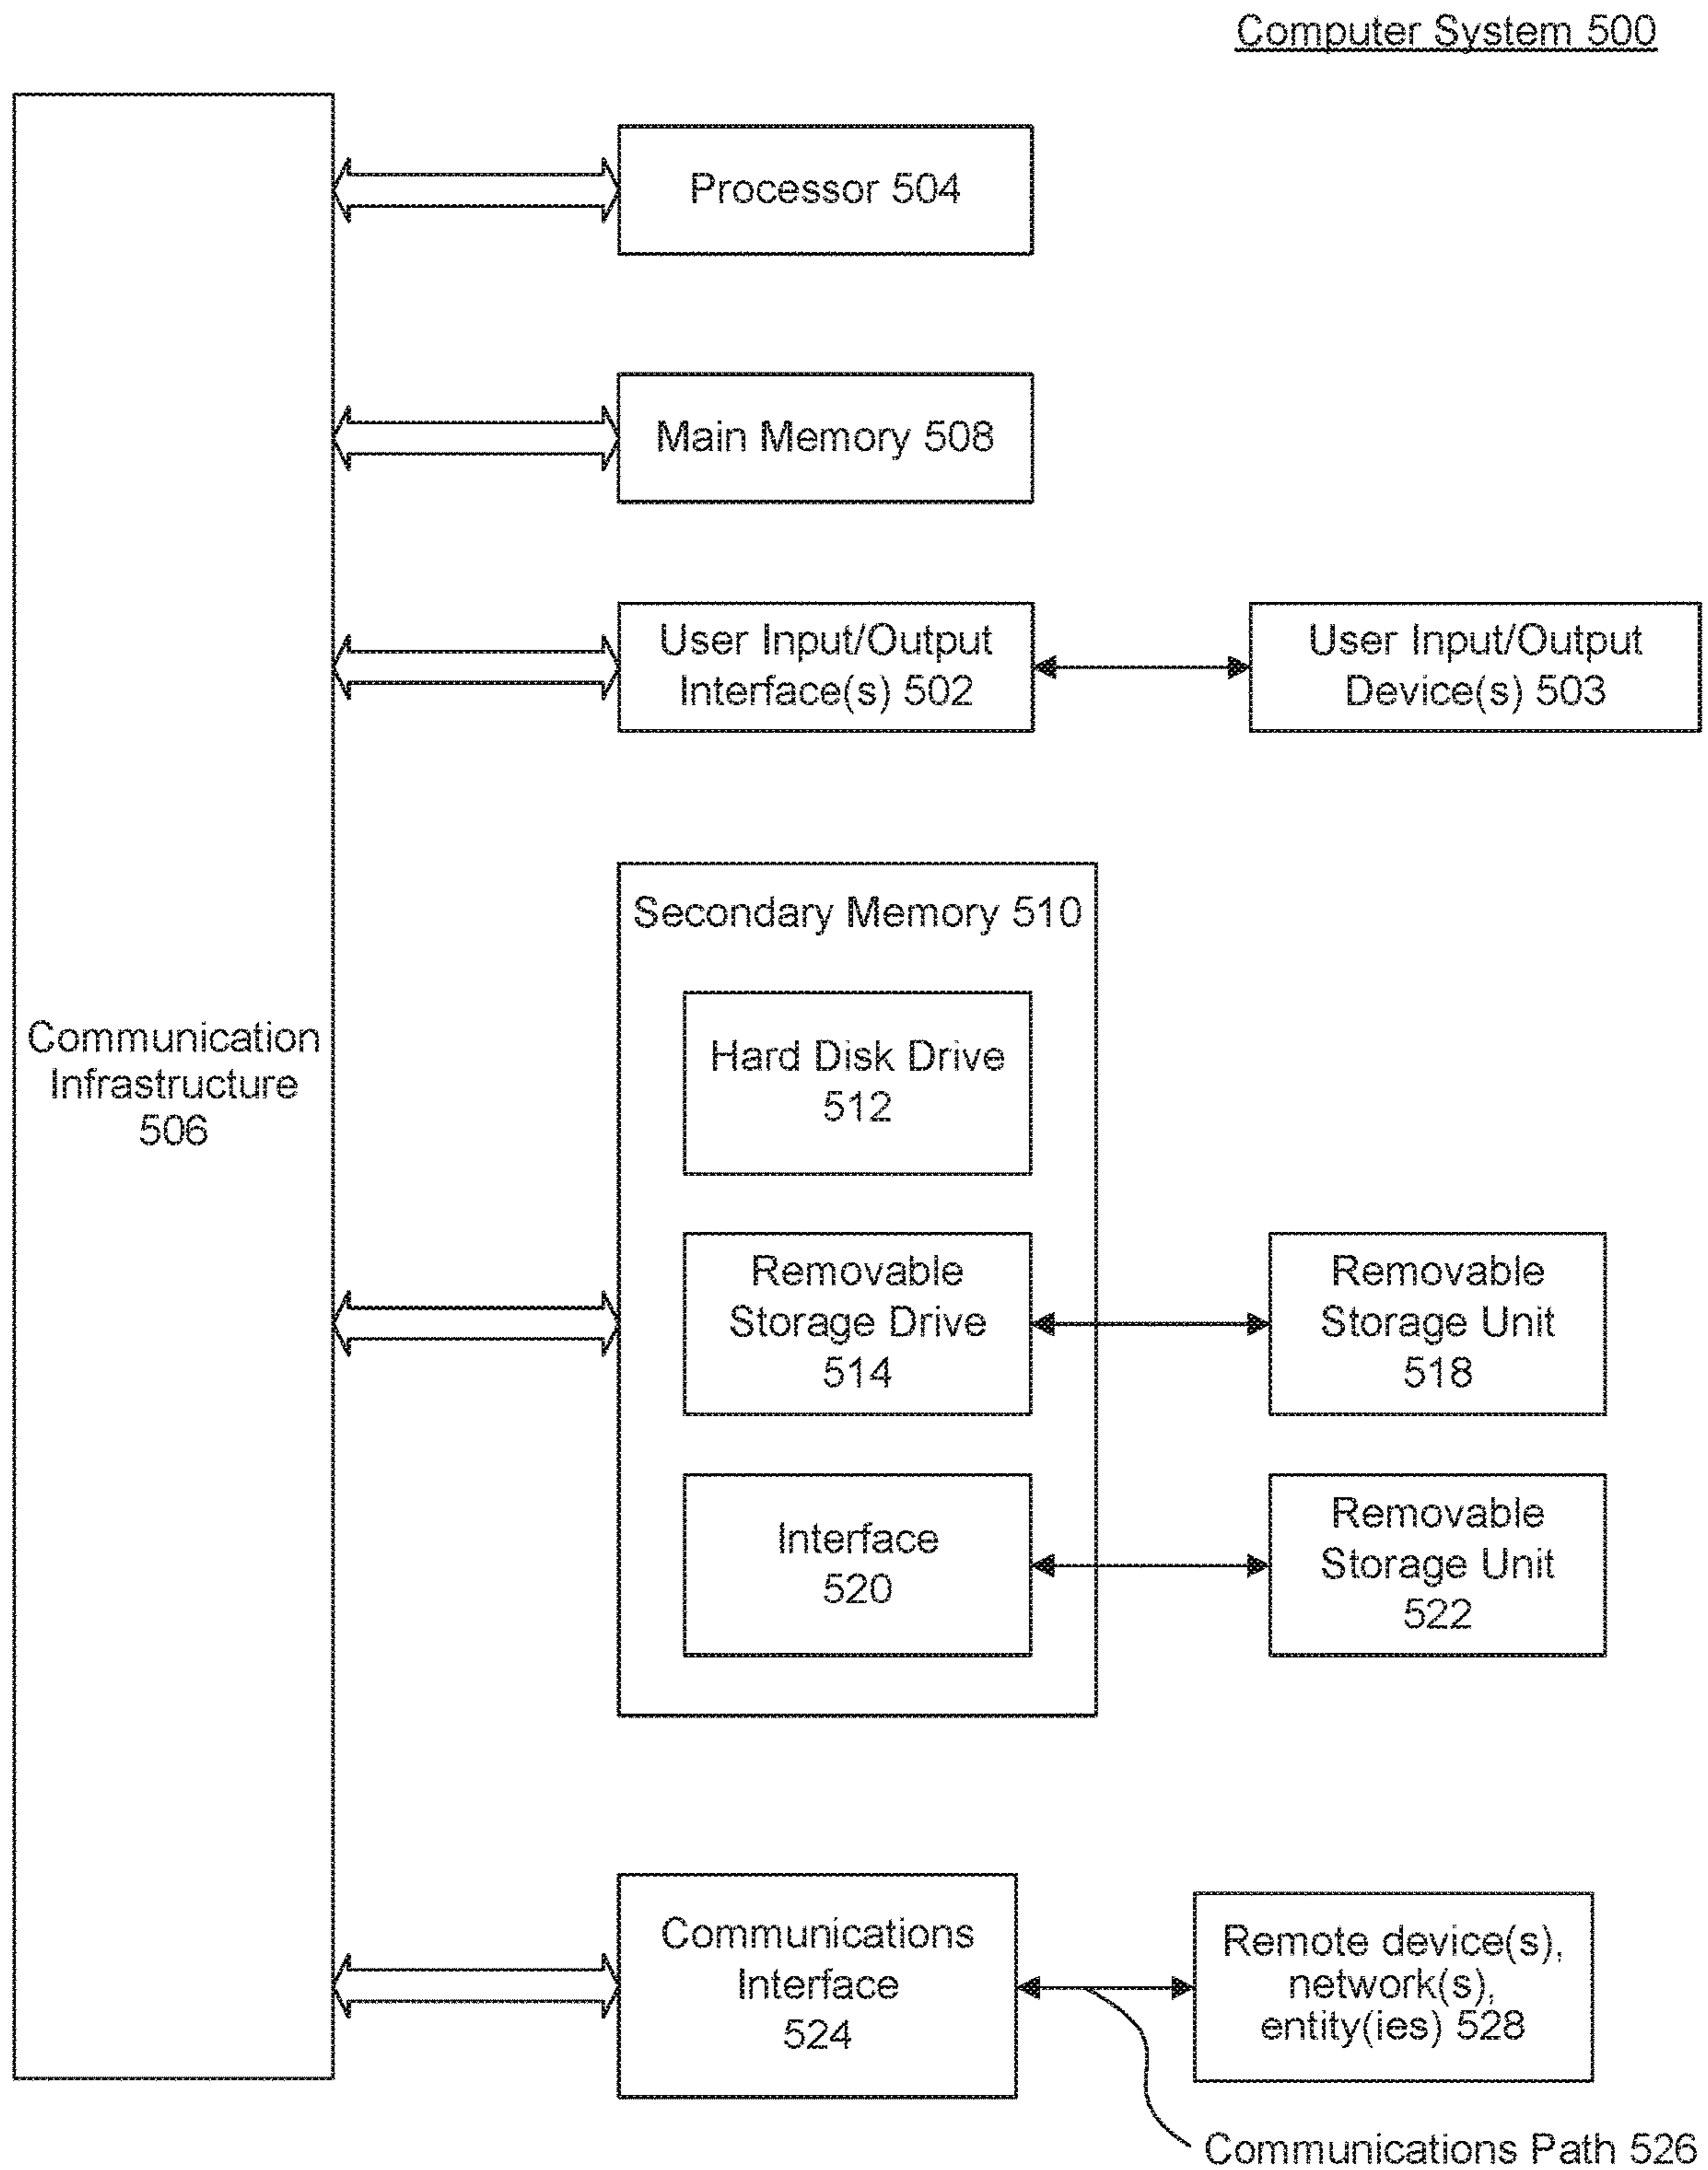 Computer System 500
Processor 504
Main Memory 508
User Input/Output
Interface(s) 502
User Input/Output
Device(s) 503
Secondary Memory 510
Communication
Infrastructure
506
Hard Disk Drive
512
Removable
Storage Drive
514
Removable
Storage Unit
518
Interface
520
Removable
Storage Unit
522
Communications
Interface
524
Remote device(s),
network(s),
entity(ies) 528
Communications Path 526